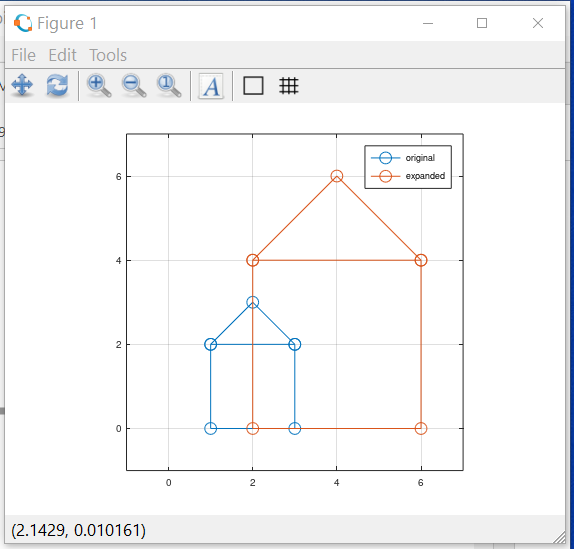 Figure 1
File Edit Tools
A
original
expanded
6
4
2
0
0 2 4 6
(2.1429, 0.010161)